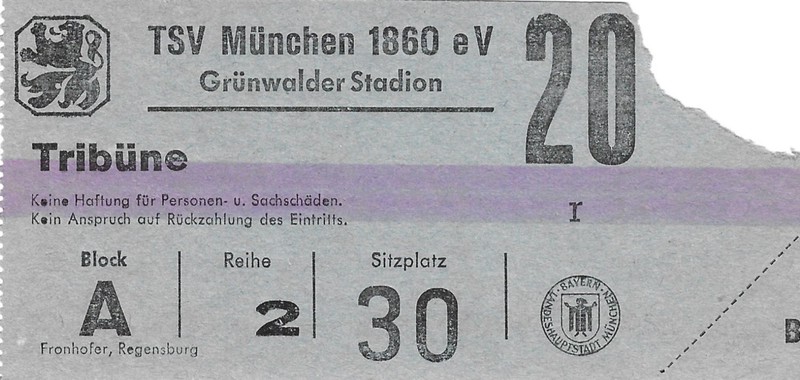 TSV München 1860 eV
Grünwalder Stadion
20
Tribüne
Keine Haftung für Personen- u. Sachschäden.
Kein Anspruch auf Rückzahlung des Eintritts.
r
Block
Reihe
Sitzplatz
A
2
30
BAYERN
LANDESHAUPTSTADT MÜNCHEN
Fronhofer, Regensburg
B